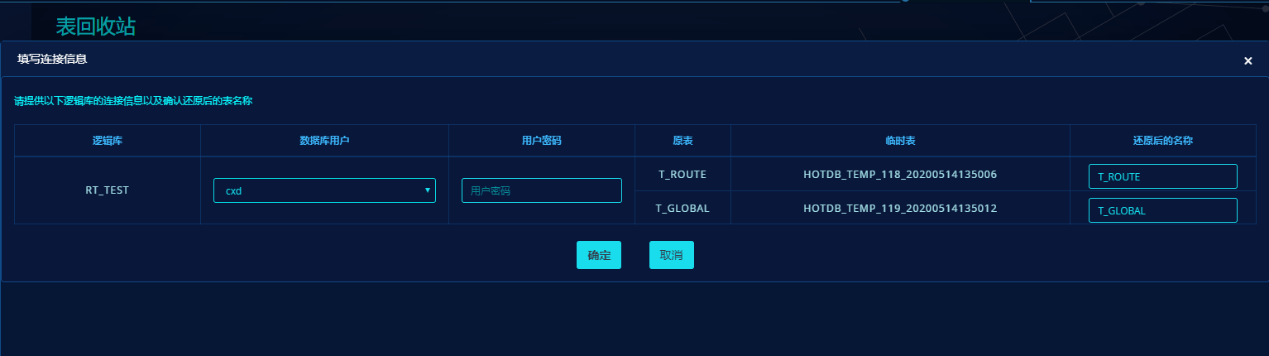 表回收站
填写连接信息
×
请提供以下逻辑库的连接信息以及确认还原后的表名称
逻辑库 数据库用户 用户密码 原表 临时表 还原后的名称
RT_TEST cxd 用户密码 T_ROUTE HOTDB_TEMP_118_20200514135006 T_ROUTE
T_GLOBAL HOTDB_TEMP_119_20200514135012 T_GLOBAL
确定 取消